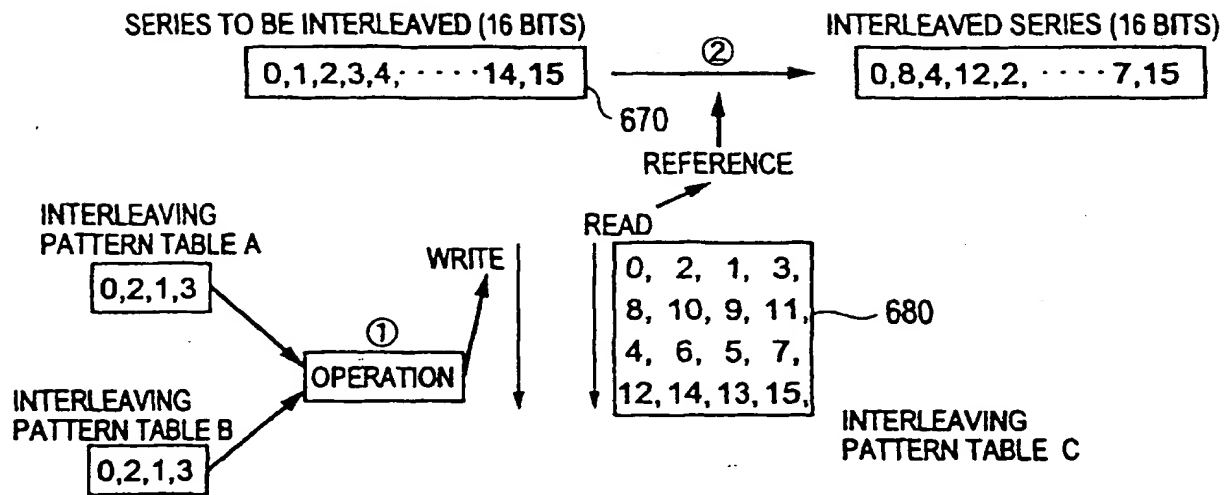 SERIES TO BE INTERLEAVED (16 BITS)
0,1,2,3,4,·····14,15
670
②
INTERLEAVED SERIES (16 BITS)
0,8,4,12,2, ····7,15
REFERENCE
READ
WRITE
INTERLEAVING
PATTERN TABLE A
0,2,1,3
①
OPERATION
INTERLEAVING
PATTERN TABLE B
0,2,1,3
0, 2, 1, 3,
8, 10, 9, 11,
4, 6, 5, 7,
12, 14, 13, 15,
680
INTERLEAVING
PATTERN TABLE C